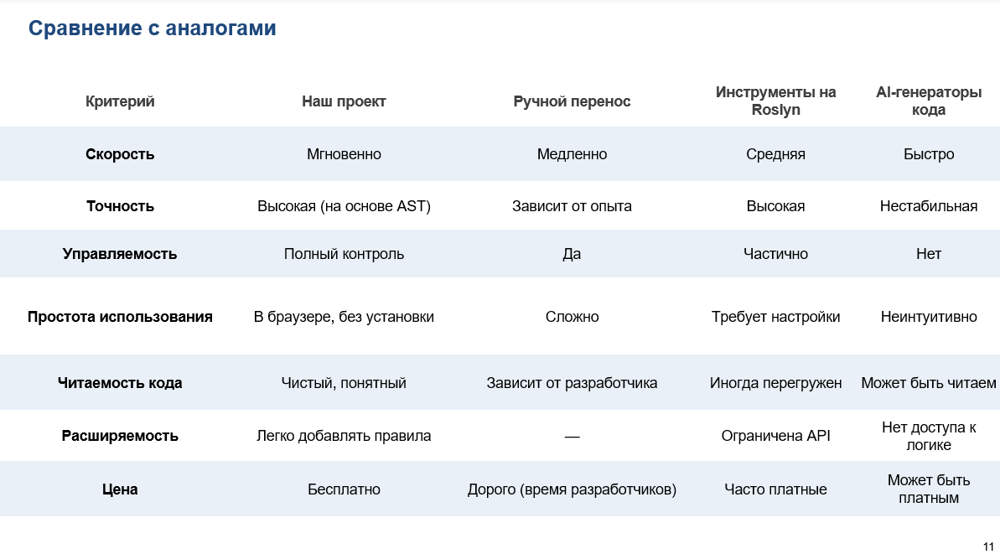 Сравнение с аналогами
Критерий Наш проект Ручной перенос Инструменты на Roslyn AI-генераторы кода
Скорость Мгновенно Медленно Средняя Быстро
Точность Высокая (на основе AST) Зависит от опыта Высокая Нестабильная
Управляемость Полный контроль Да Частично Нет
Простота использования В браузере, без установки Сложно Требует настройки Неинтуитивно
Читаемость кода Чистый, понятный Зависит от разработчика Иногда перегружен Может быть читаем
Расширяемость Легко добавлять правила — Ограничена API Нет доступа к логике
Цена Бесплатно Дорого (время разработчиков) Часто платные Может быть платным
11